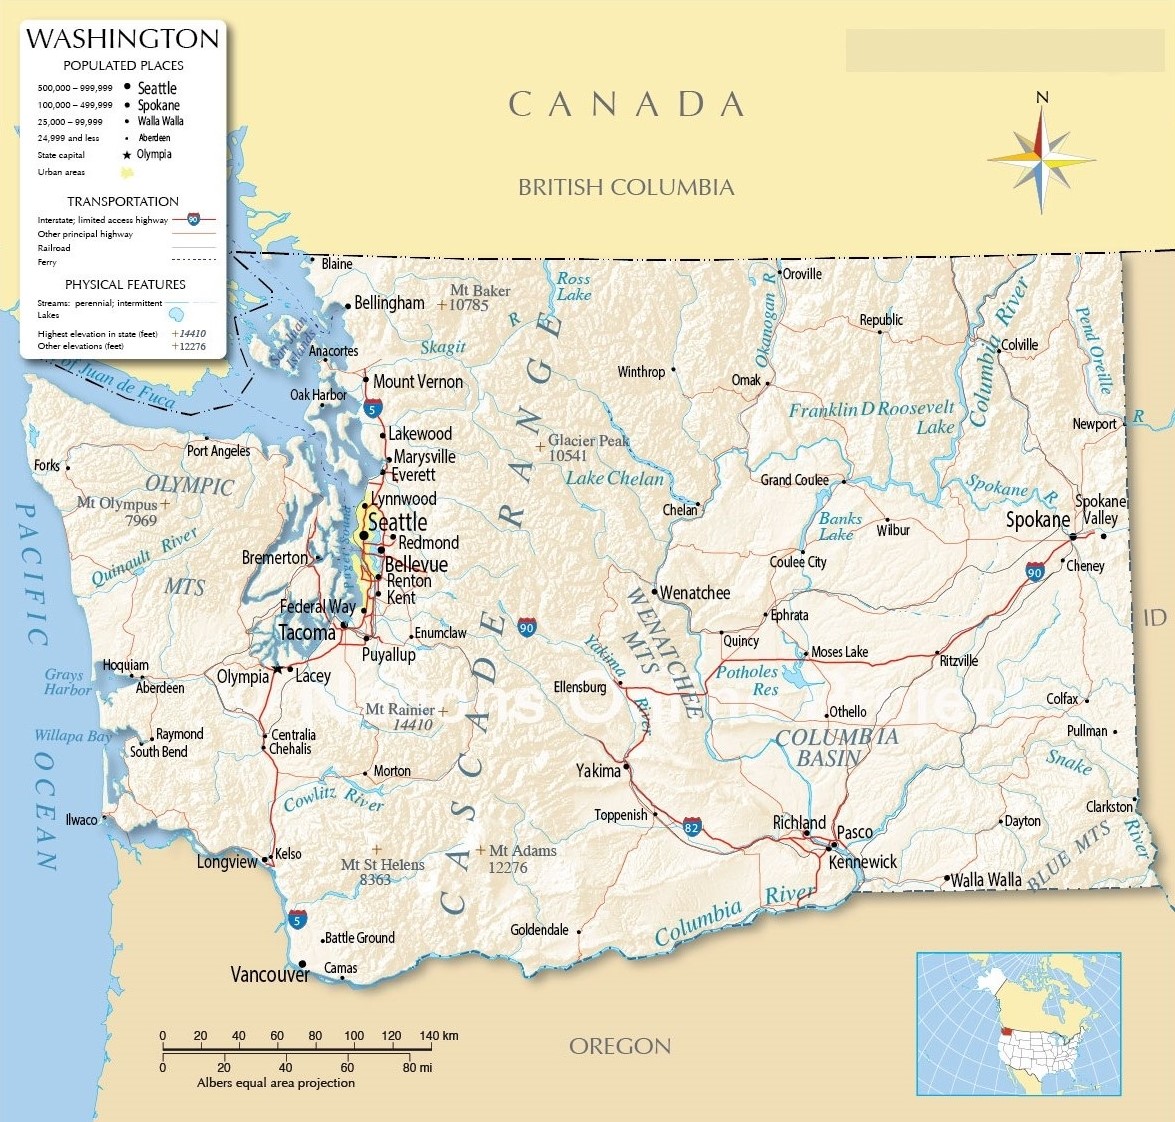 WASHINGTON
POPULATED PLACES
500,000 – 999,999 Seattle
100,000 – 499,999 Spokane
25,000 – 99,999 Walla Walla
24,999 and less Aberdeen
State capital Olympia
Urban areas
TRANSPORTATION
Interstate; limited access highway 90
Other principal highway
Railroad
Ferry
PHYSICAL FEATURES
Streams: perennial; intermittent
Lakes
Highest elevation in state (feet) +14410
Other elevations (feet) +12276
CANADA
BRITISH COLUMBIA
N
Blaine
Bellingham
Mt Baker
10785
Ross
Lake
Skagit
R
San Juan
Anacortes
Oak Harbor
of Juan de Fuca
Mount Vernon
5
Lakewood
Marysville
Everett
Lynnwood
Seattle
Redmond
Bellevue
Renton
Kent
Federal Way
Tacoma
Puyallup
Enumclaw
Bremerton
Puget Sound
Port Angeles
Forks
OLYMPIC
MTS
Mt Olympus
7969
Quinault River
PACIFIC
OCEAN
Hoquiam
Aberdeen
Grays
Harbor
Olympia
Lacey
Willapa Bay
Raymond
South Bend
Centralia
Chehalis
Mt Rainier
14410
Morton
Cowlitz River
Ilwaco
Longview
Kelso
Mt St Helens
8363
Mt Adams
12276
5
Battle Ground
Vancouver
Camas
Goldendale
CASCADE RANGE
Glacier Peak
10541
Lake Chelan
Chelan
Winthrop
Omak
Oroville
Okanogan R
Republic
Columbia River
Colville
Pend Oreille
R
Newport
Franklin D Roosevelt
Lake
Grand Coulee
Banks
Lake
Coulee City
Wilbur
Spokane R
Spokane
Spokane
Valley
Cheney
90
Wenatchee
WENATCHEE
MTS
Ephrata
Quincy
Moses Lake
Potholes
Res
Ritzville
90
Yakima
River
Ellensburg
Othello
COLUMBIA
BASIN
Colfax
Pullman
Snake
River
Clarkston
Yakima
Toppenish
82
Richland
Pasco
Kennewick
Dayton
Walla Walla
BLUE MTS
Columbia River
ID
OREGON
0 20 40 60 80 100 120 140 km
0 20 40 60 80 mi
Albers equal area projection